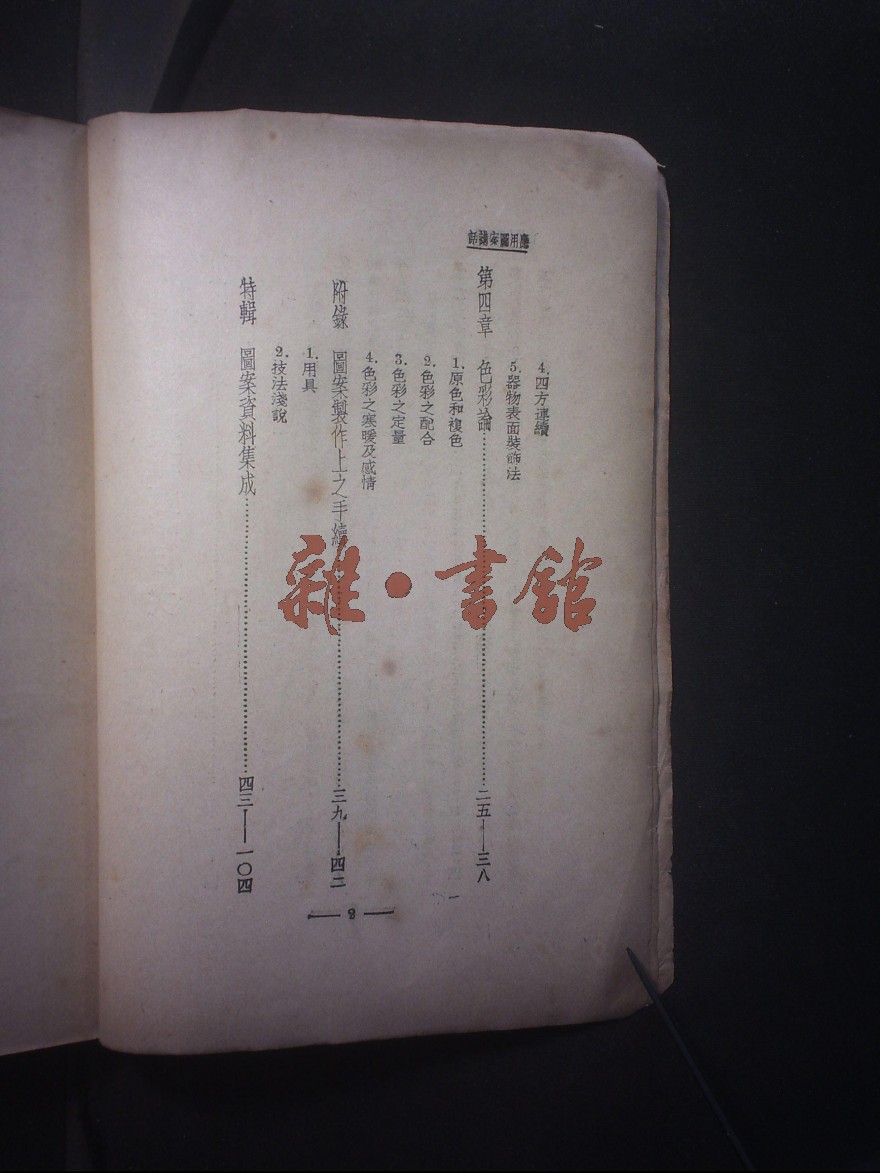 應用圖案講話
4.四方連續
5.器物表面裝飾法
第四章 色彩論……二五——三八
1.原色和複色
2.色彩之配合
3.色彩之定量
4.色彩之寒暖及感情
附錄 圖案製作上之手續……三九——四二
1.用具
2.技法淺說
特輯 圖案資料集成……四三——一〇四
— 2 —
雜·書館